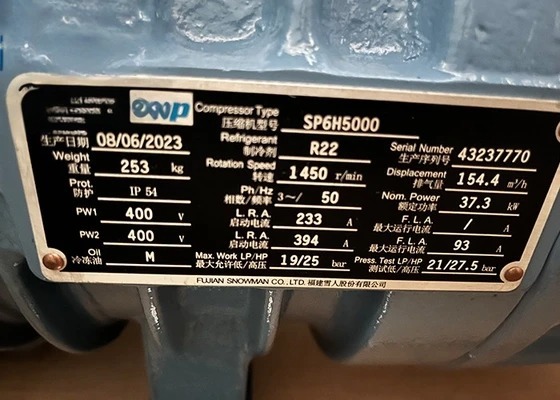 Compressor Type
压缩机型号 SP6H5000
生产日期 08/06/2023
Refrigerant
制冷剂 R22
Serial Number
生产序列号 43237770
Weight
重量 253 kg
Rotation Speed
转速 1450 r/min
Displacement
排气量 154.4 m³/h
Prot.
防护 IP 54
Ph/Hz
相数/频率 3~/ 50
Nom. Power
额定功率 37.3 kW
PW1 400 V
L.R.A.
启动电流 233 A
F.L.A.
最大运行电流 / A
PW2 400 V
L.R.A.
启动电流 394 A
F.L.A.
最大运行电流 93 A
Oil
冷冻油 M
Max. Work LP/HP
最大允许低/高压 19/25 bar
Press. Test LP/HP
测试低/高压 21/27.5 bar
FUJIAN SNOWMAN CO., LTD. 福建雪人股份有限公司